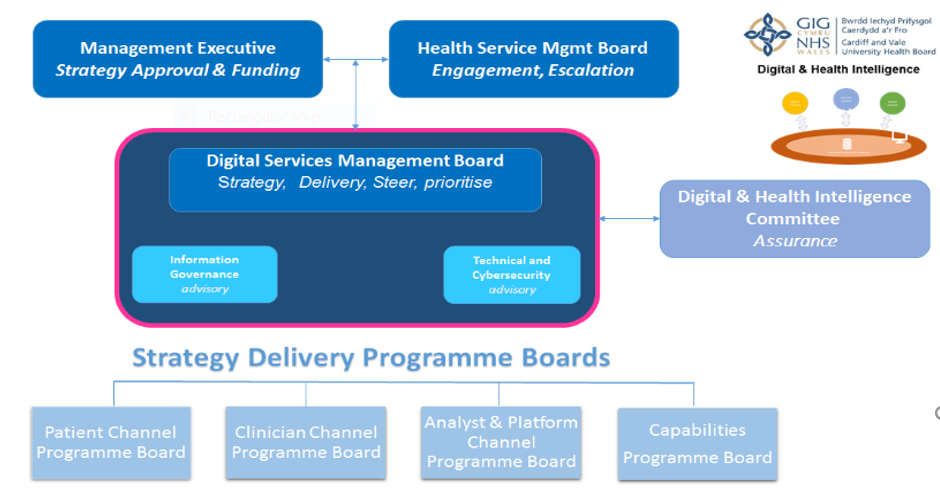 Management Executive
Strategy Approval & Funding
Health Service Mgmt Board
Engagement, Escalation
GIG
CYMRU
NHS
WALES
Bwrdd Iechyd Prifysgol
Caerdydd a'r Fro
Cardiff and Vale
University Health Board
Digital & Health Intelligence
Rectangular Snip
Digital Services Management Board
Strategy, Delivery, Steer, prioritise
Information
Governance
advisory
Technical and
Cybersecurity
advisory
Digital & Health Intelligence
Committee
Assurance
Strategy Delivery Programme Boards
Patient Channel
Programme Board
Clinician Channel
Programme Board
Analyst & Platform
Channel
Programme Board
Capabilities
Programme Board